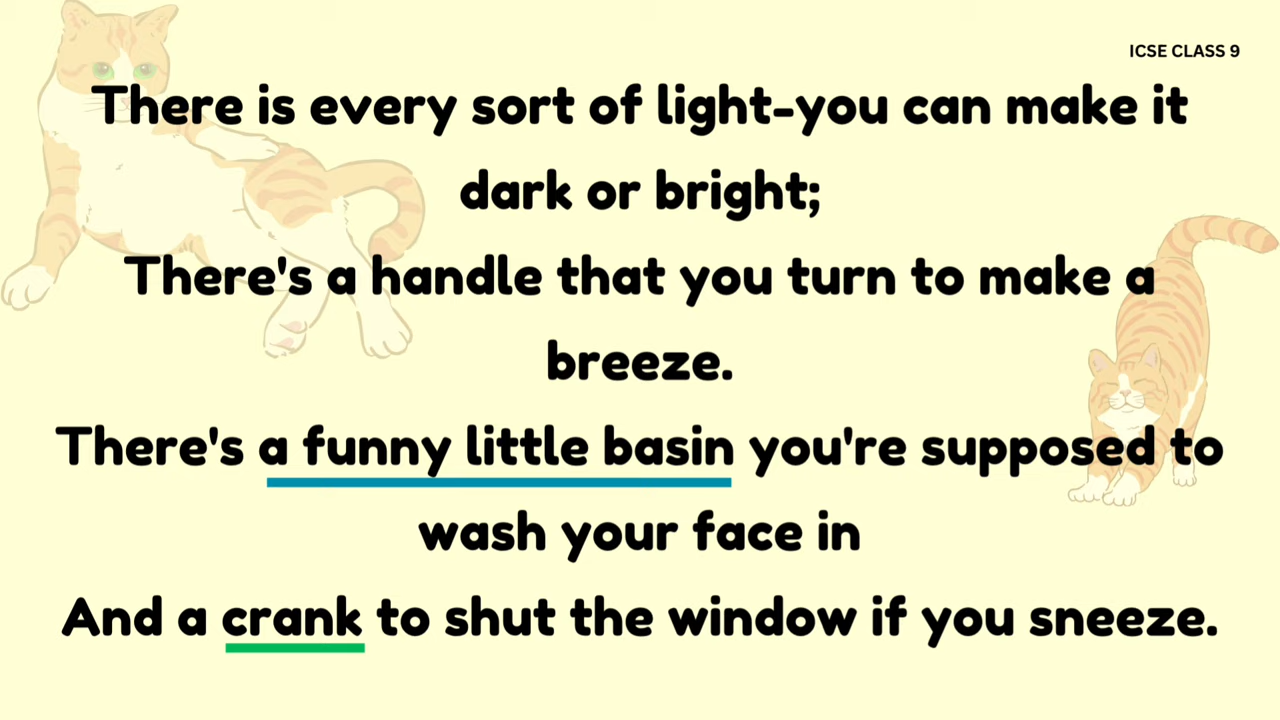 ICSE CLASS 9
There is every sort of light-you can make it
dark or bright;
There's a handle that you turn to make a
breeze.
There's a funny little basin you're supposed to
wash your face in
And a crank to shut the window if you sneeze.